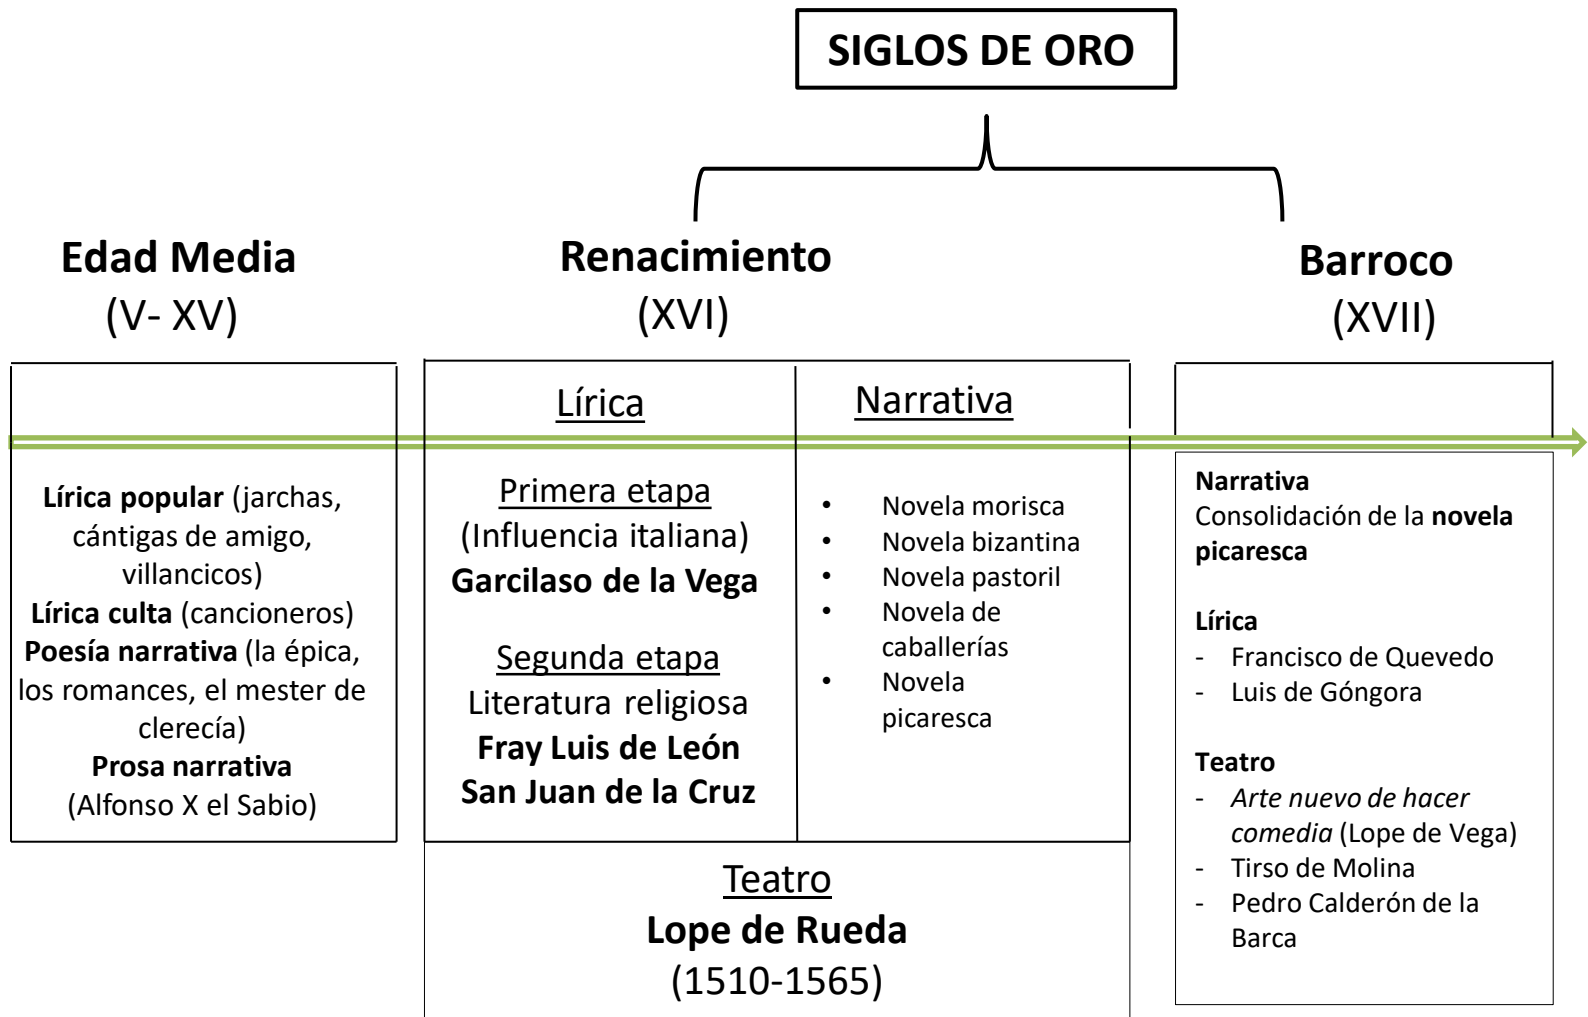 SIGLOS DE ORO
Edad Media
(V- XV)
Lírica popular (jarchas,
cántigas de amigo,
villancicos)
Lírica culta (cancioneros)
Poesía narrativa (la épica,
los romances, el mester de
clerecía)
Prosa narrativa
(Alfonso X el Sabio)
Renacimiento
(XVI)
Lírica
Primera etapa
(Influencia italiana)
Garcilaso de la Vega
Segunda etapa
Literatura religiosa
Fray Luis de León
San Juan de la Cruz
Narrativa
• Novela morisca
• Novela bizantina
• Novela pastoril
• Novela de
caballerías
• Novela
picaresca
Teatro
Lope de Rueda
(1510-1565)
Barroco
(XVII)
Narrativa
Consolidación de la novela
picaresca
Lírica
- Francisco de Quevedo
- Luis de Góngora
Teatro
- Arte nuevo de hacer
comedia (Lope de Vega)
- Tirso de Molina
- Pedro Calderón de la
Barca